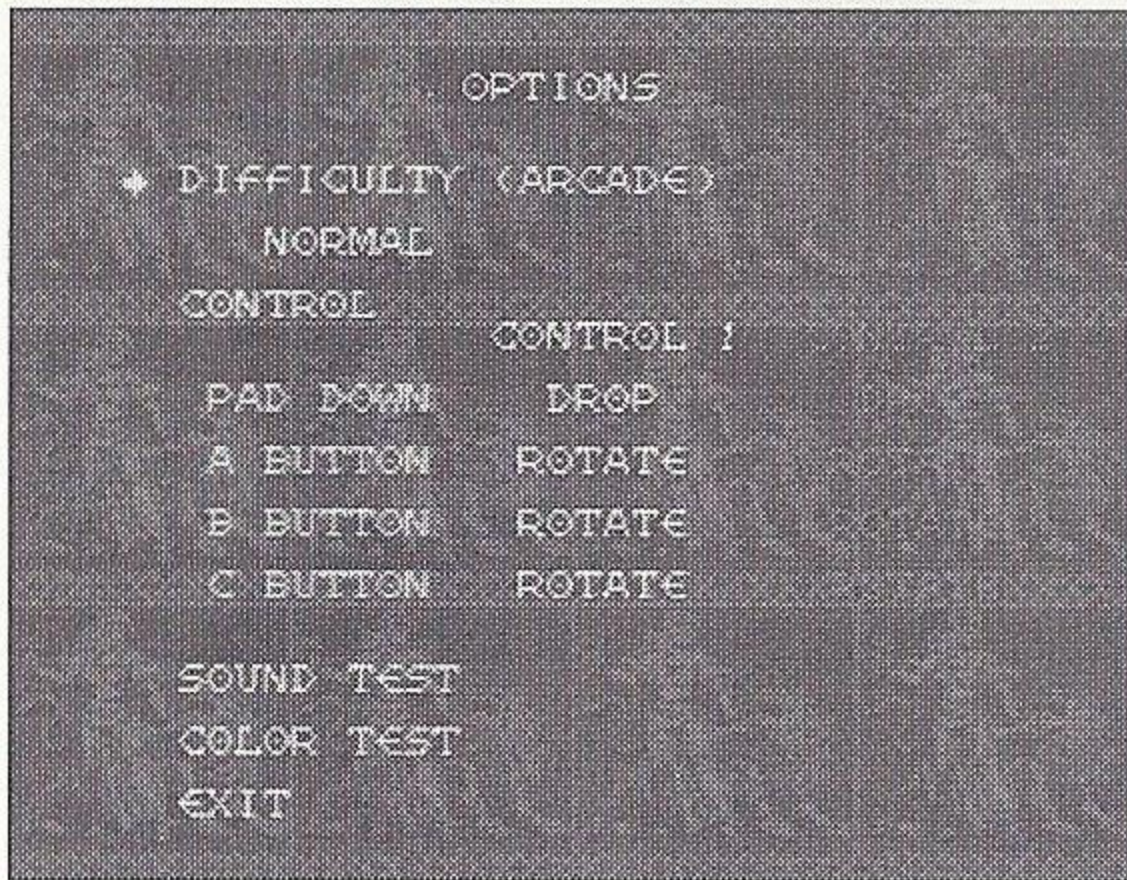 OPTIONS
DIFFICULTY (ARCADE)
NORMAL
CONTROL
CONTROL 1
PAD DOWN DROP
A BUTTON ROTATE
B BUTTON ROTATE
C BUTTON ROTATE
SOUND TEST
COLOR TEST
EXIT